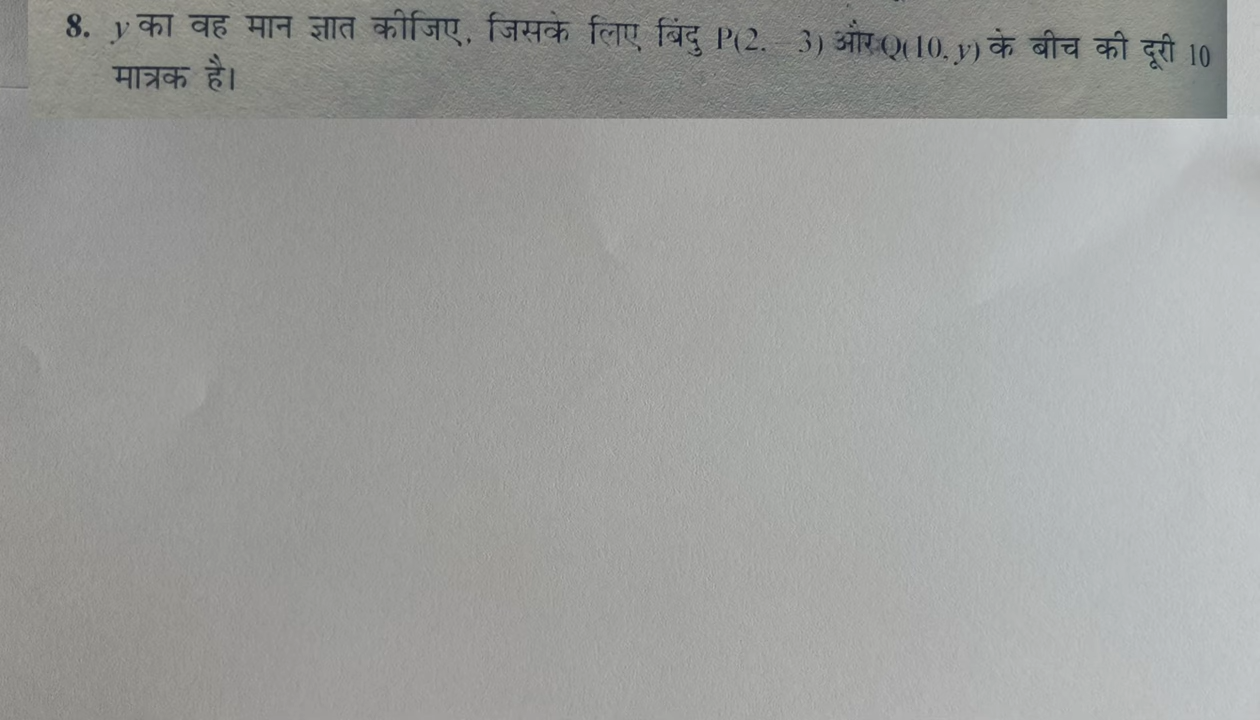 8. y का वह मान ज्ञात कीजिए, जिसके लिए बिंदु P(2, – 3) और Q(10, y) के बीच की दूरी 10
मात्रक है।